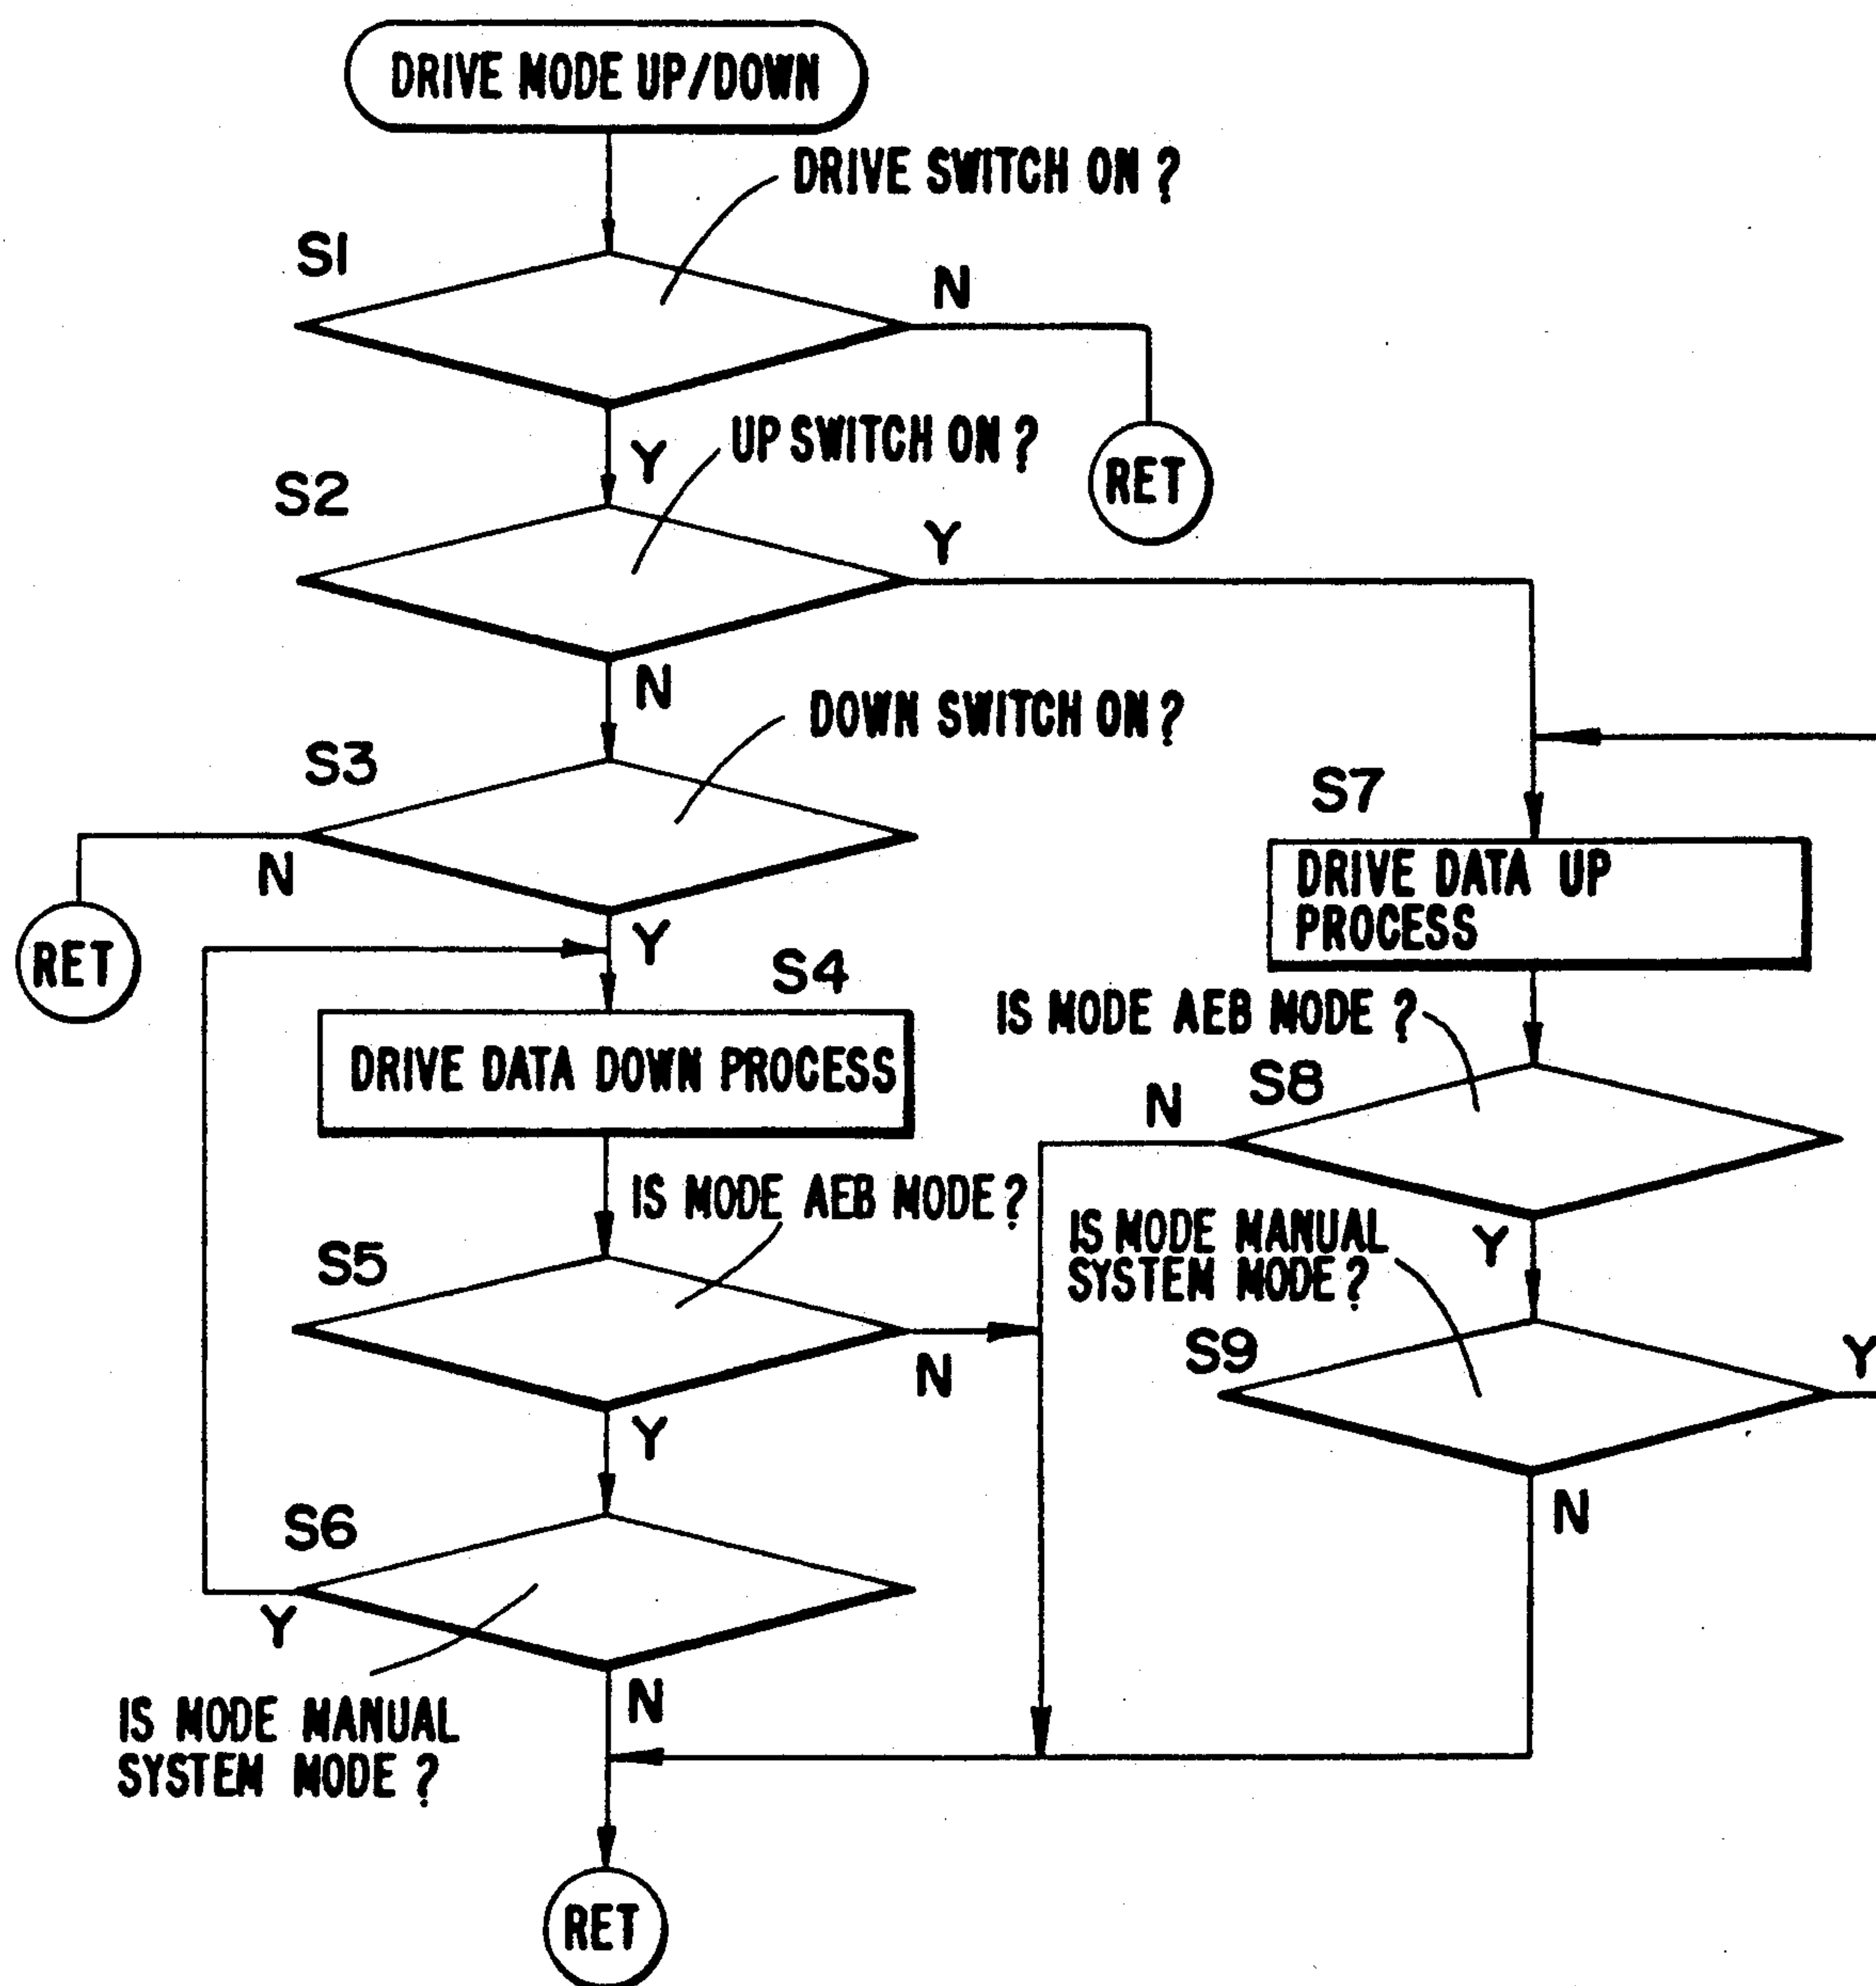 DRIVE MODE UP/DOWN
DRIVE SWITCH ON ?
S1
N
RET
Y
UP SWITCH ON ?
S2
Y
N
DOWN SWITCH ON ?
S3
N
RET
Y
S7
DRIVE DATA UP
PROCESS
S4
DRIVE DATA DOWN PROCESS
IS MODE AEB MODE ?
S8
N
Y
IS MODE AEB MODE ?
S5
N
Y
IS MODE MANUAL
SYSTEM MODE ?
S9
Y
N
S6
Y
N
IS MODE MANUAL
SYSTEM MODE ?
RET